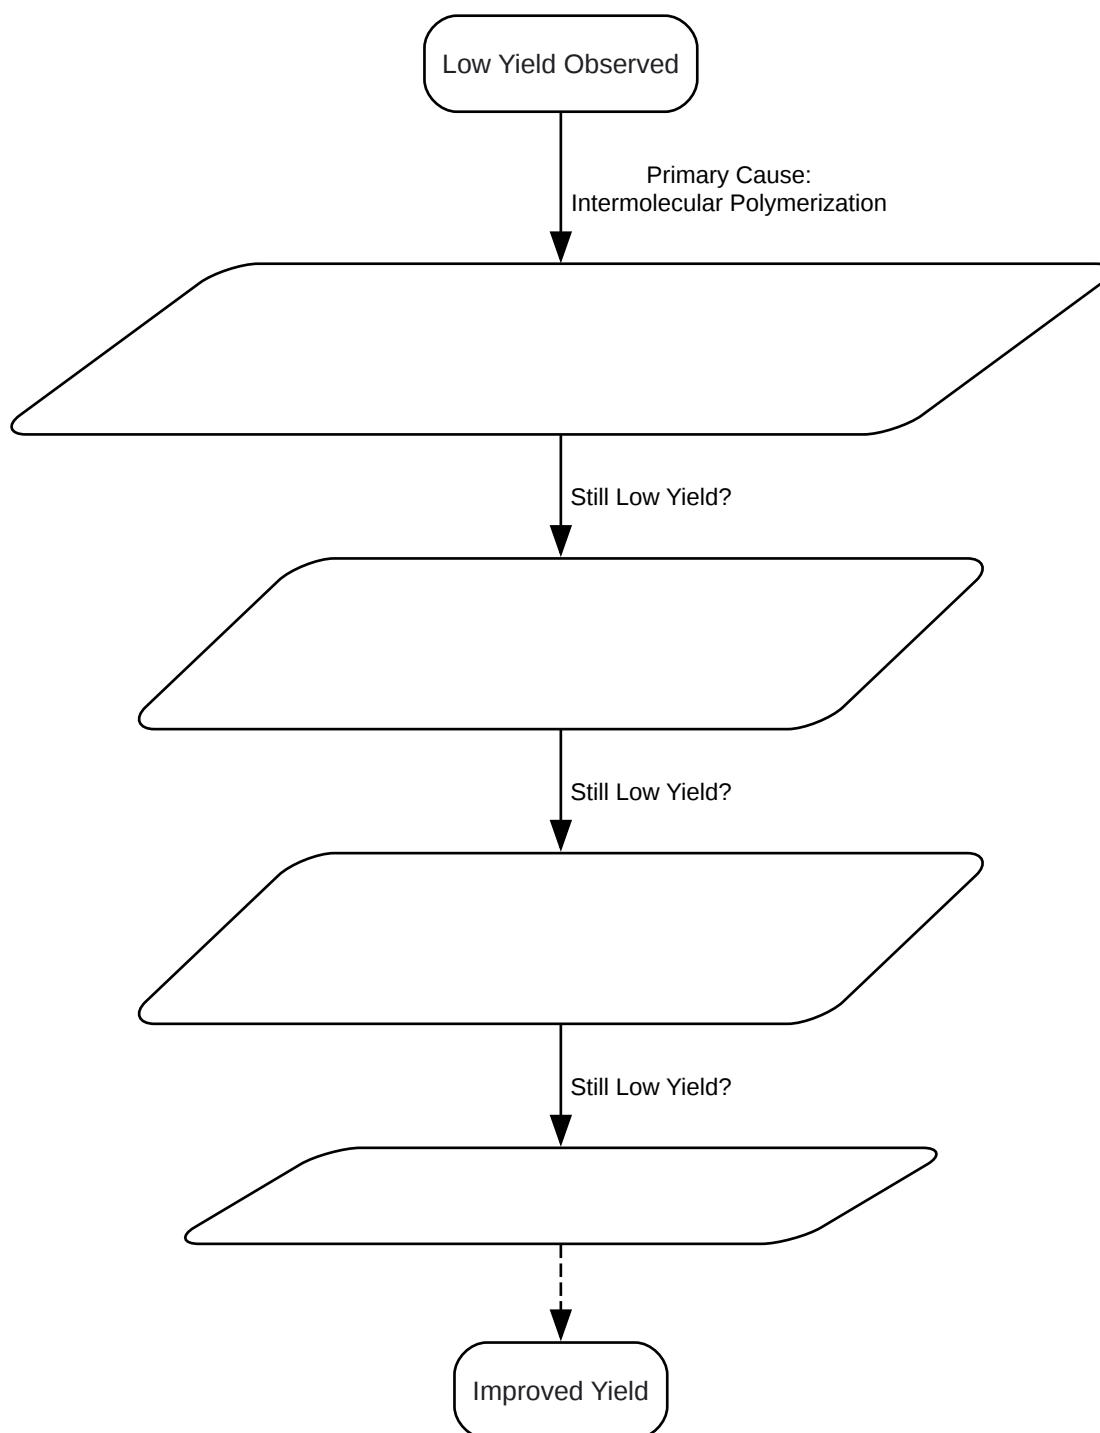 Low Yield Observed
Primary Cause:
Intermolecular Polymerization
Still Low Yield?
Still Low Yield?
Still Low Yield?
Improved Yield